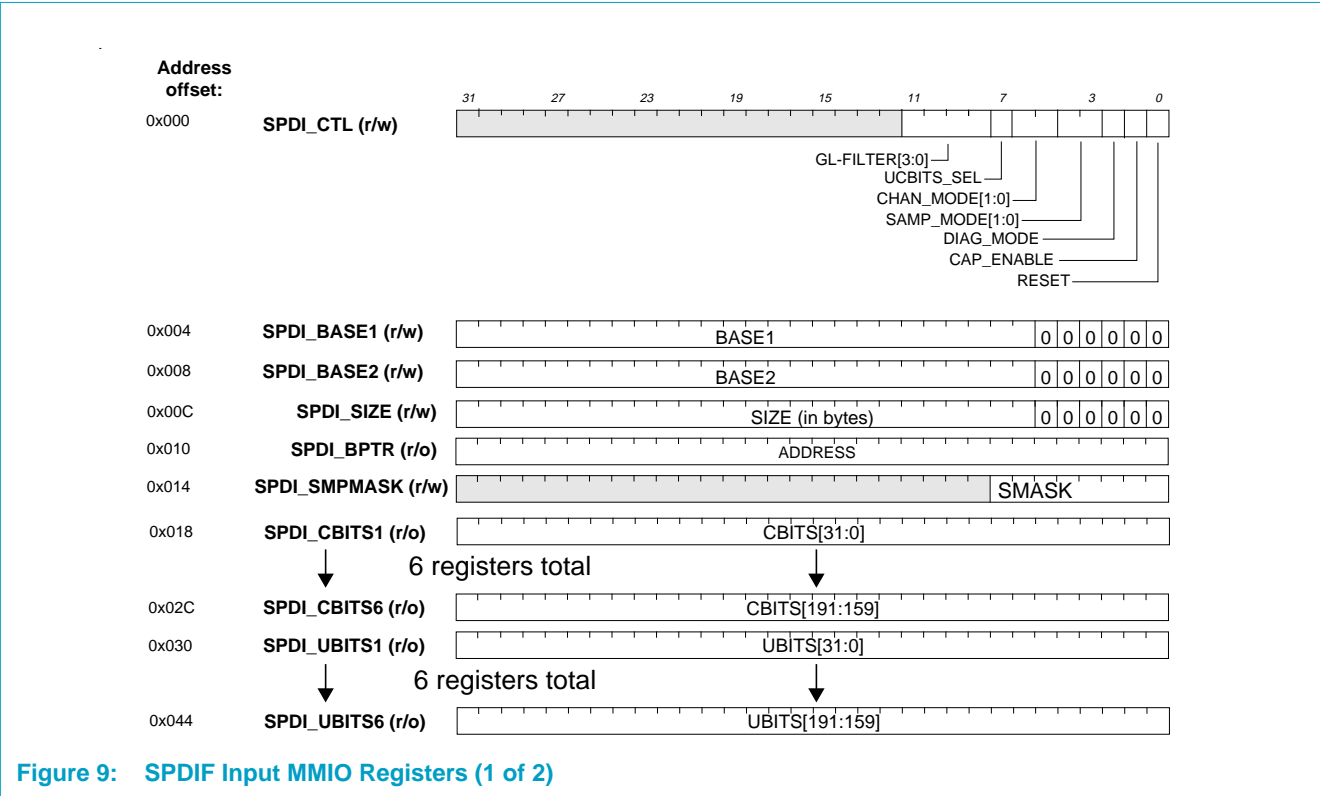 Address
offset:
31 27 23 19 15 11 7 3 0
0x000 SPDI_CTL (r/w)
GL-FILTER[3:0]
UCBITS_SEL
CHAN_MODE[1:0]
SAMP_MODE[1:0]
DIAG_MODE
CAP_ENABLE
RESET
0x004 SPDI_BASE1 (r/w) BASE1 0 0 0 0 0 0
0x008 SPDI_BASE2 (r/w) BASE2 0 0 0 0 0 0
0x00C SPDI_SIZE (r/w) SIZE (in bytes) 0 0 0 0 0 0
0x010 SPDI_BPTR (r/o) ADDRESS
0x014 SPDI_SMPMASK (r/w) SMASK
0x018 SPDI_CBITS1 (r/o) CBITS[31:0]
6 registers total
0x02C SPDI_CBITS6 (r/o) CBITS[191:159]
0x030 SPDI_UBITS1 (r/o) UBITS[31:0]
6 registers total
0x044 SPDI_UBITS6 (r/o) UBITS[191:159]
Figure 9: SPDIF Input MMIO Registers (1 of 2)